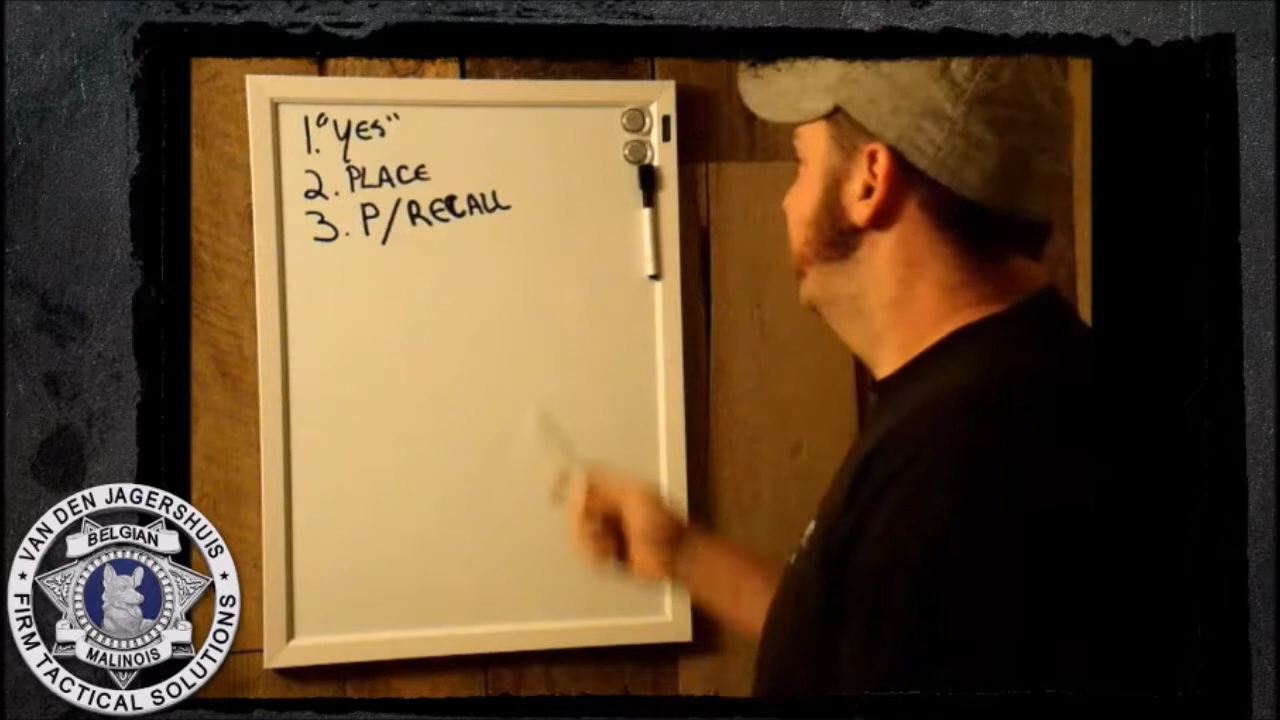 1. "YES"
2. PLACE
3. P/RECALL
★ VAN DEN JAGERSHUIS ★
BELGIAN
MALINOIS
FIRM TACTICAL SOLUTIONS